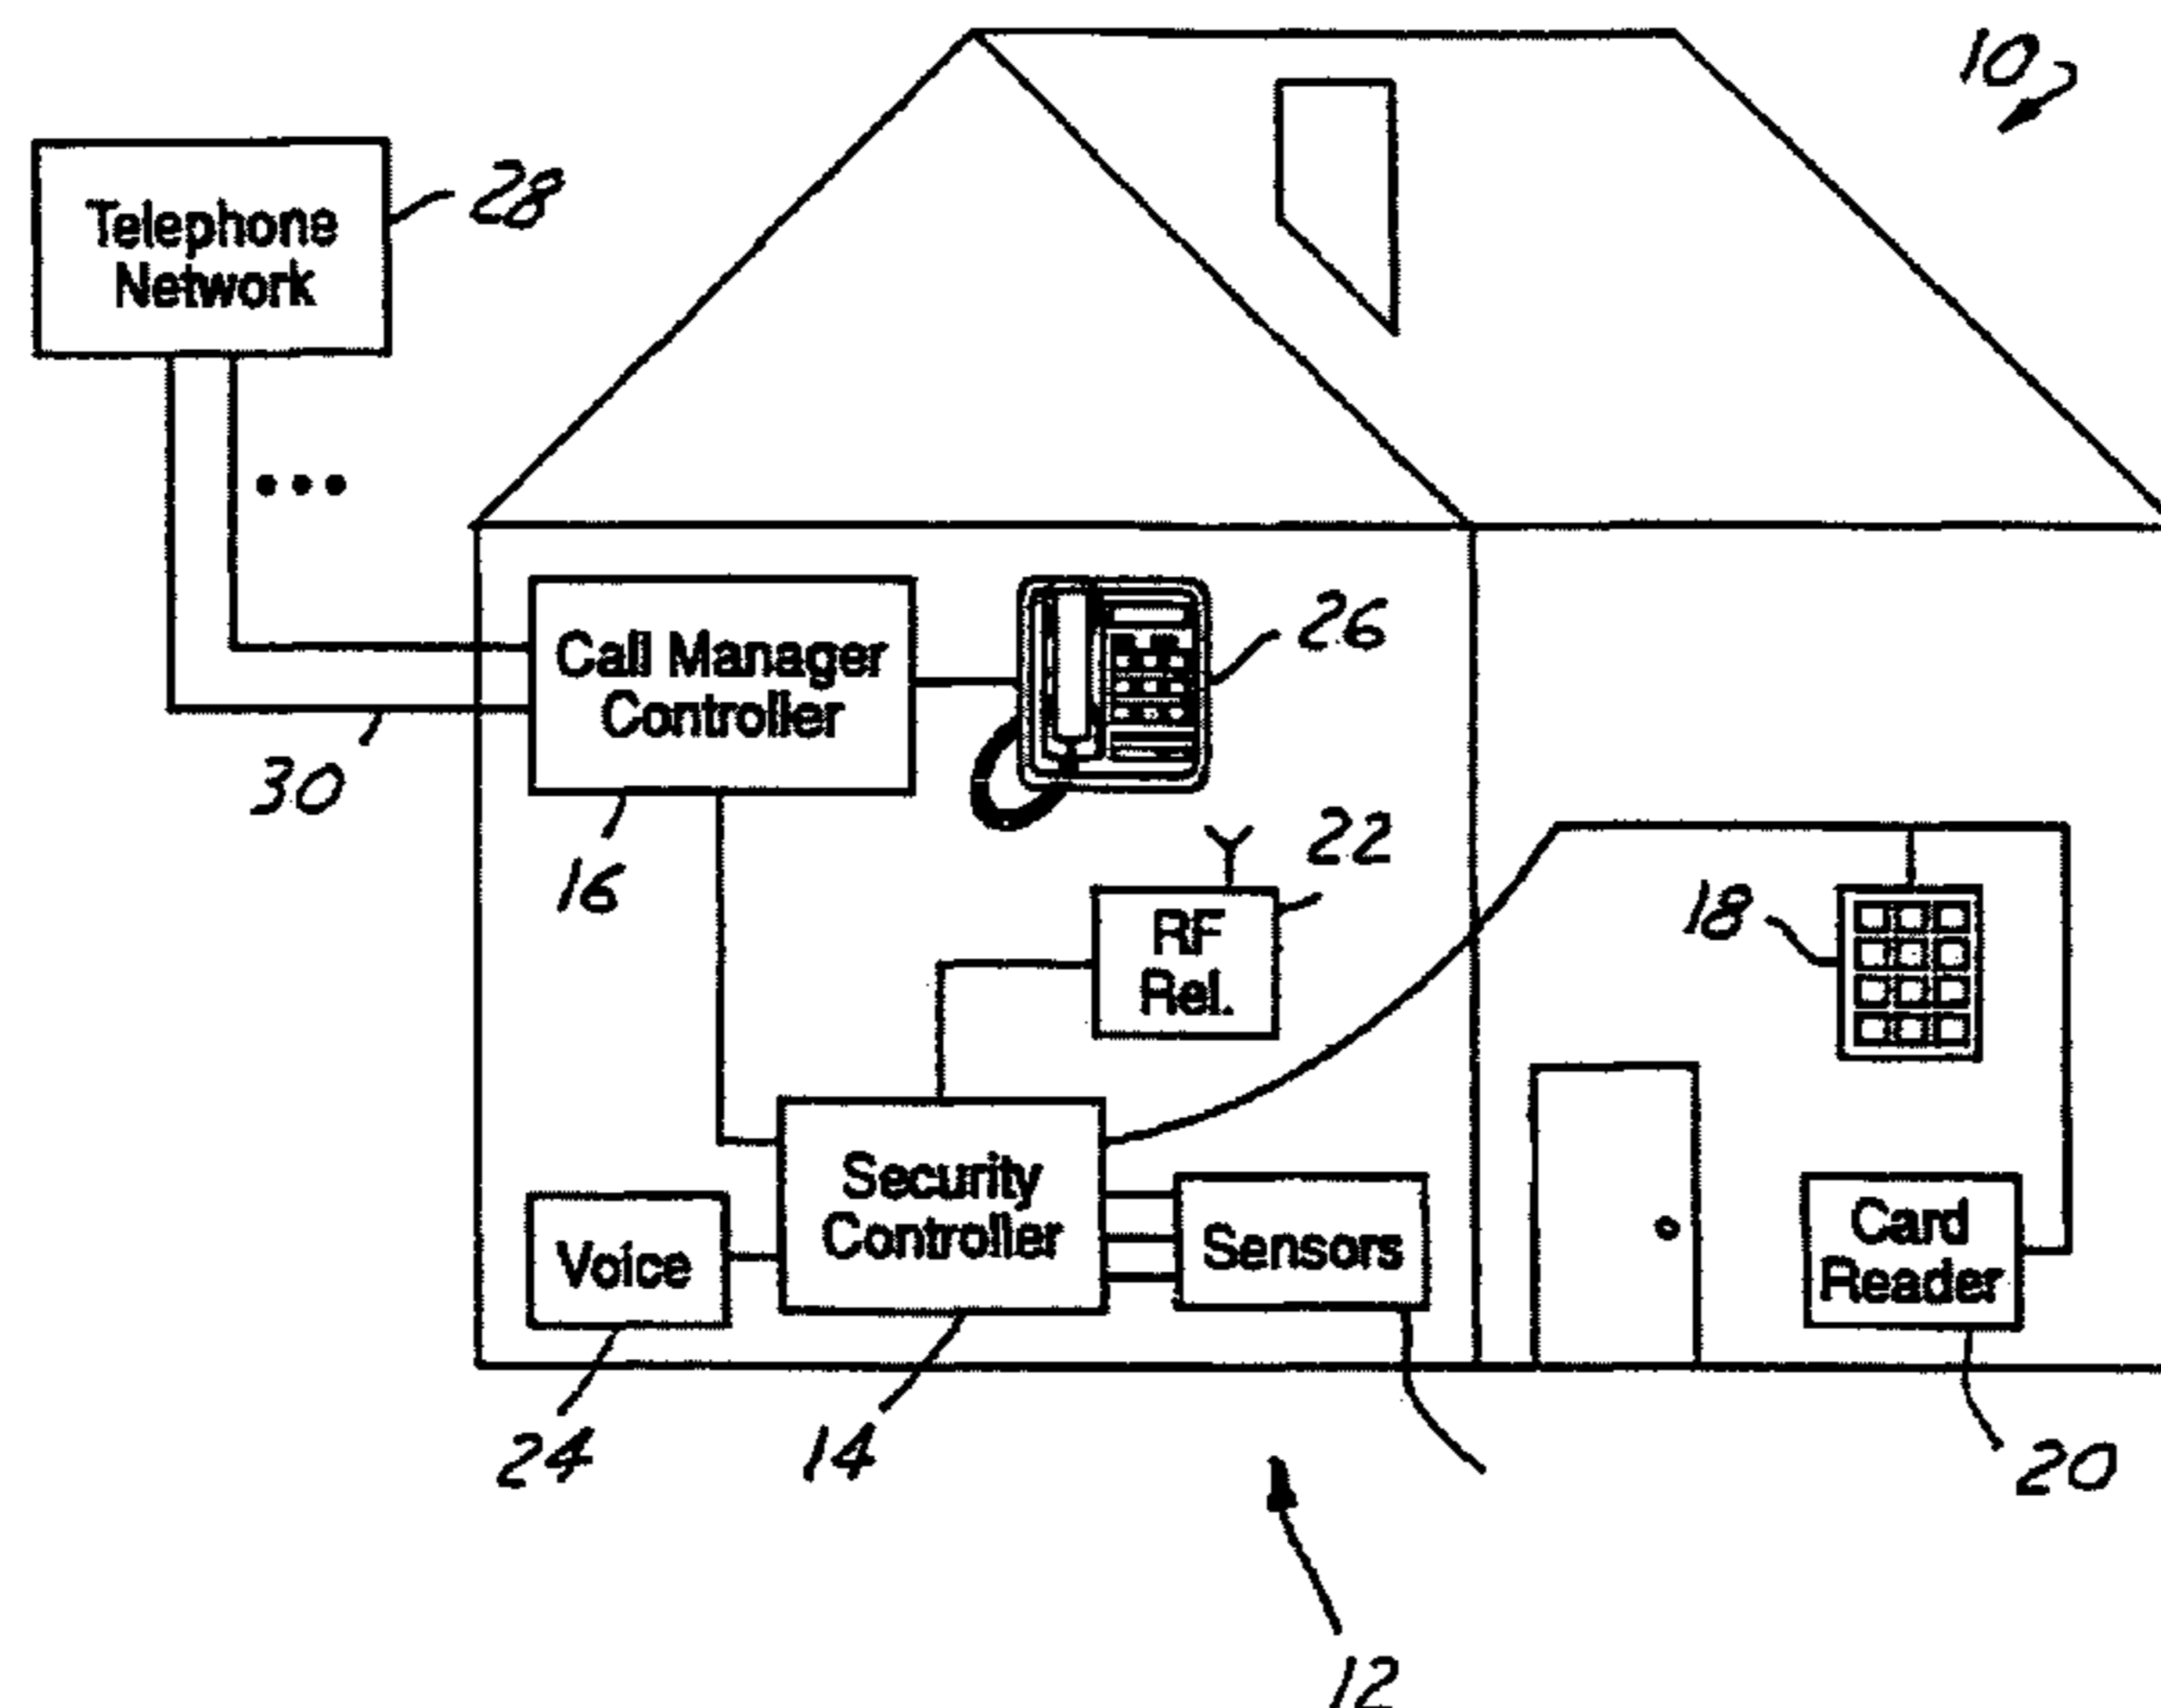 10
Telephone
Network
28
Call Manager
Controller
26
30
16
22
RF
Rel.
18
Security
Controller
Voice
Sensors
Card
Reader
24
14
20
12